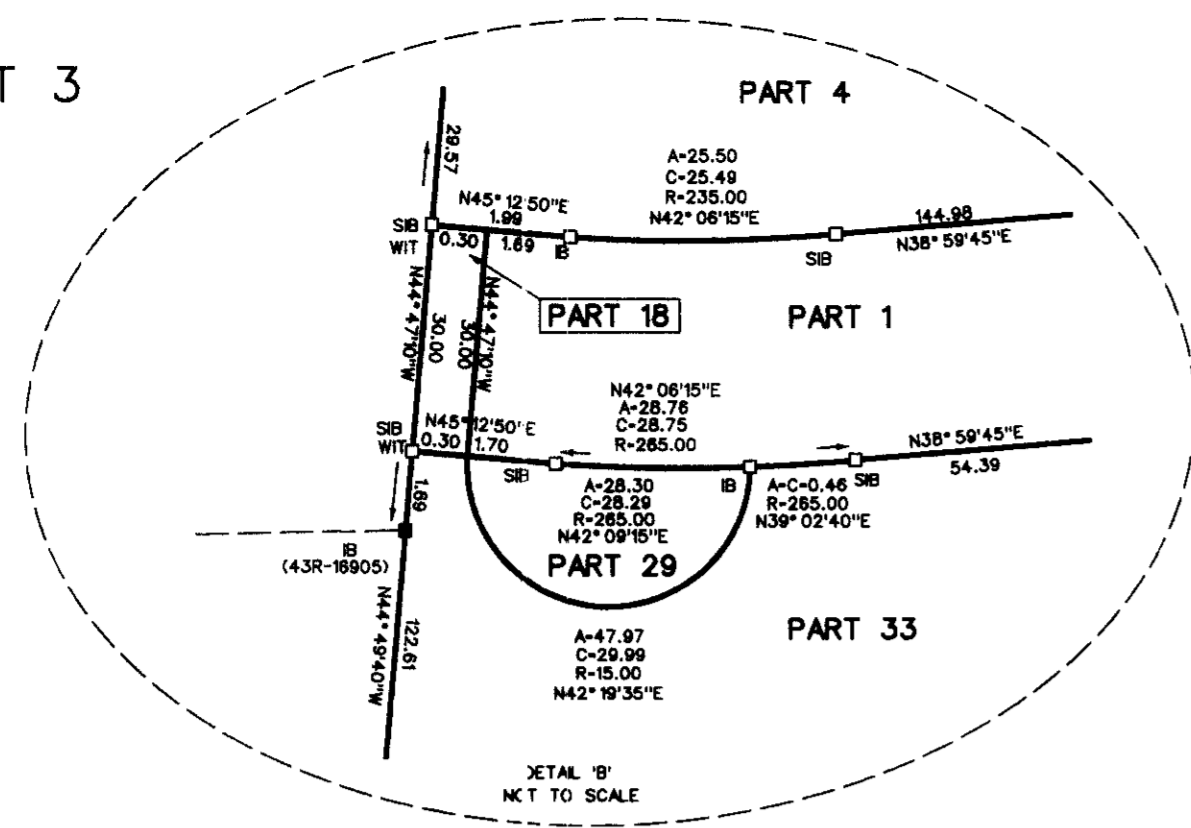 T 3
PART 4
A=25.50
C=25.49
R=235.00
N42° 06'15"E
29.57
N45° 12'50"E
1.99
SIB
WIT
0.30
1.69
IB
SIB
144.98
N38° 59'45"E
N44° 47'10"W
30.00
30.00
N44° 47'10"W
PART 18
PART 1
N42° 06'15"E
A=28.76
C=28.75
R=265.00
SIB
WIT
N45° 12'50"E
0.30
1.70
SIB
A=28.30
C=28.29
R=265.00
N42° 09'15"E
IB
A=C=0.46
R=265.00
N39° 02'40"E
SIB
N38° 59'45"E
54.39
1.69
IB
(43R-16905)
PART 29
N44° 49'40"W
122.61
A=47.97
C=29.99
R=15.00
N42° 19'35"E
PART 33
DETAIL 'B'
NOT TO SCALE